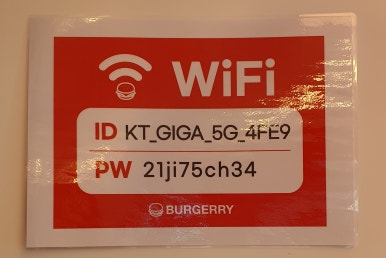 WiFi
ID KT_GIGA_5G_4FE9
PW 21ji75ch34
BURGERRY